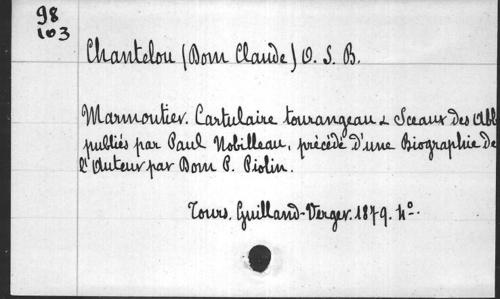 98
103
Chantelou (Dom Claude) O. S. B.
Marmoutier. Cartulaire tourangeau & Sceaux des Abb
publiés par Paul Nobilleau, précédé d'une Biographie de
l'Auteur par Dom P. Piolin.
Tours. Guilland-Verger. 1879. 4°.